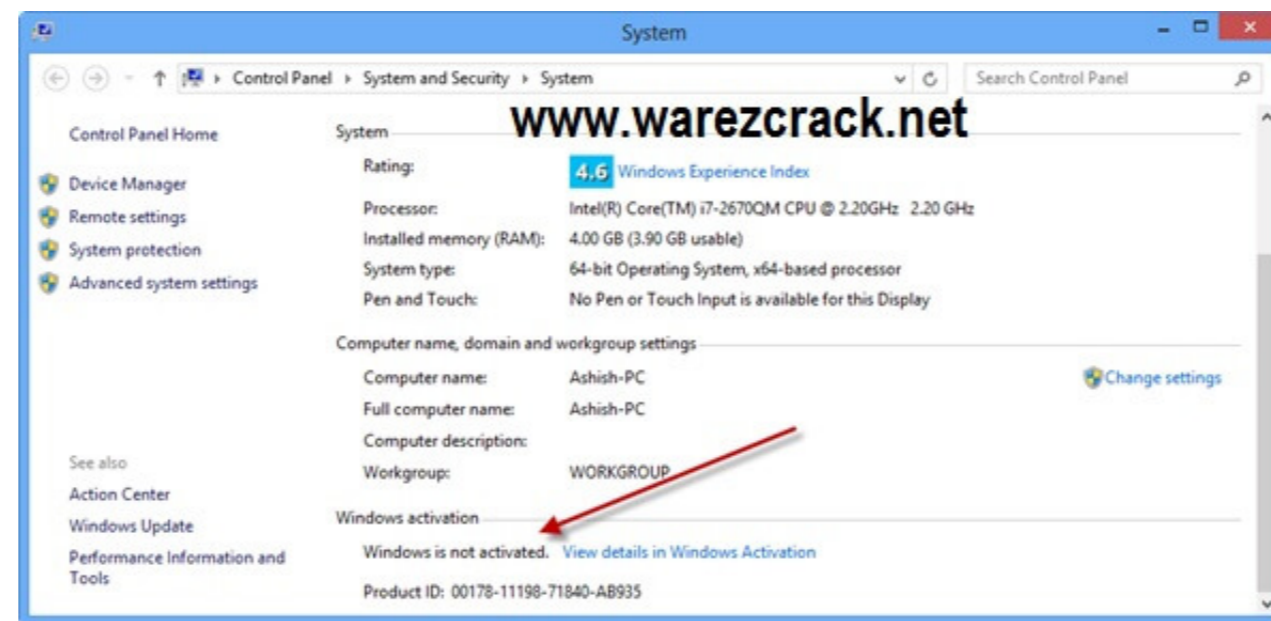 System
Control Panel System and Security System
Search Control Panel
www.warezcrack.net
Control Panel Home
Device Manager
Remote settings
System protection
Advanced system settings
See also
Action Center
Windows Update
Performance Information and
Tools
System
Rating: 4.6 Windows Experience Index
Processor: Intel(R) Core(TM) i7-2670QM CPU @ 2.20GHz 2.20 GHz
Installed memory (RAM): 4.00 GB (3.90 GB usable)
System type: 64-bit Operating System, x64-based processor
Pen and Touch: No Pen or Touch Input is available for this Display
Computer name, domain and workgroup settings
Computer name: Ashish-PC Change settings
Full computer name: Ashish-PC
Computer description:
Workgroup: WORKGROUP
Windows activation
Windows is not activated. View details in Windows Activation
Product ID: 00178-11198-71840-AB935